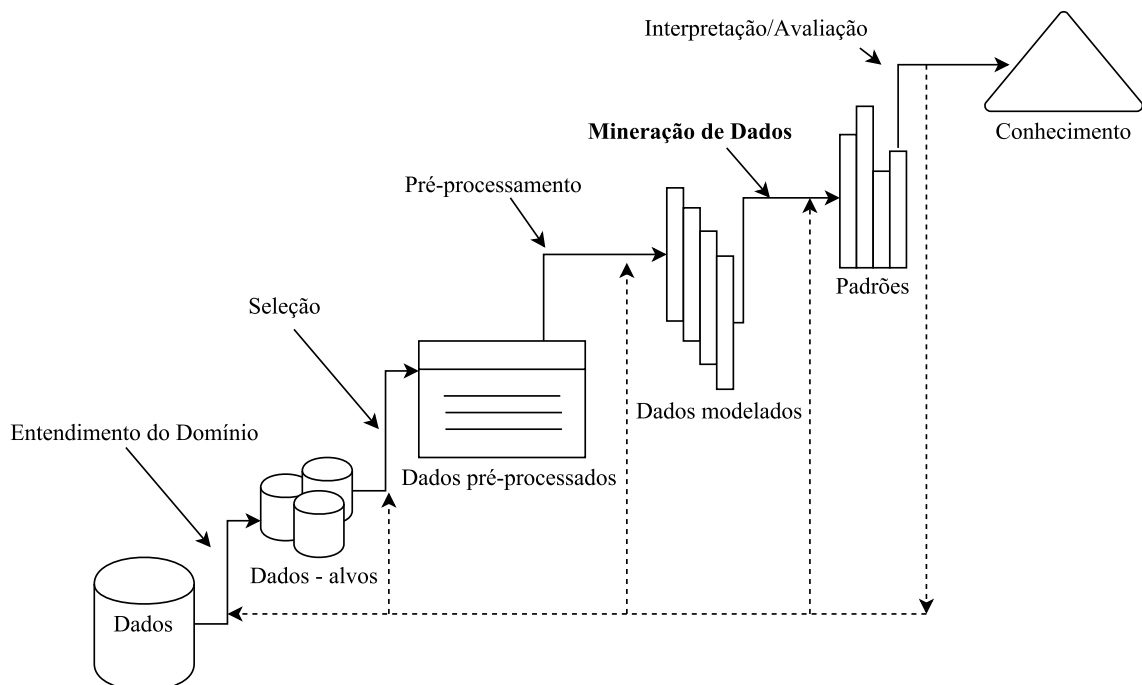 Interpretação/Avaliação
Conhecimento
Mineração de Dados
Pré-processamento
Padrões
Seleção
Dados modelados
Entendimento do Domínio
Dados pré-processados
Dados - alvos
Dados